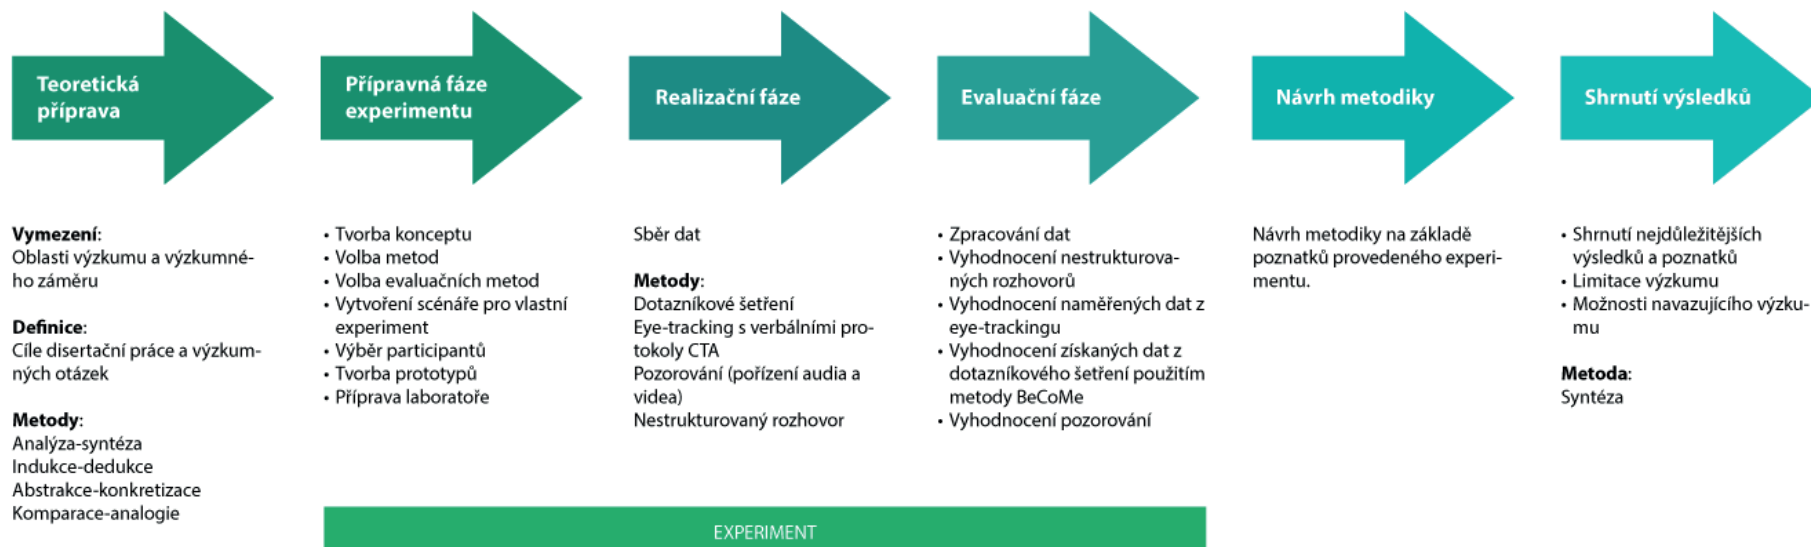 Teoretická
příprava
Vymezení:
Oblasti výzkumu a výzkumné-
ho záměru
Definice:
Cíle disertační práce a výzkum-
ných otázek
Metody:
Analýza-syntéza
Indukce-dedukce
Abstrakce-konkretizace
Komparace-analogie
Přípravná fáze
experimentu
• Tvorba konceptu
• Volba metod
• Volba evaluačních metod
• Vytvoření scénáře pro vlastní
experiment
• Výběr participantů
• Tvorba prototypů
• Příprava laboratoře
Realizační fáze
Sběr dat
Metody:
Dotazníkové šetření
Eye-tracking s verbálními pro-
tokoly CTA
Pozorování (pořízení audia a
videa)
Nestrukturovaný rozhovor
Evaluační fáze
• Zpracování dat
• Vyhodnocení nestrukturova-
ných rozhovorů
• Vyhodnocení naměřených dat z
eye-trackingu
• Vyhodnocení získaných dat z
dotazníkového šetření použitím
metody BeCoMe
• Vyhodnocení pozorování
Návrh metodiky
Návrh metodiky na základě
poznatků provedeného experi-
mentu.
Shrnutí výsledků
• Shrnutí nejdůležitějších
výsledků a poznatků
• Limitace výzkumu
• Možnosti navazujícího výzku-
mu
Metoda:
Syntéza
EXPERIMENT